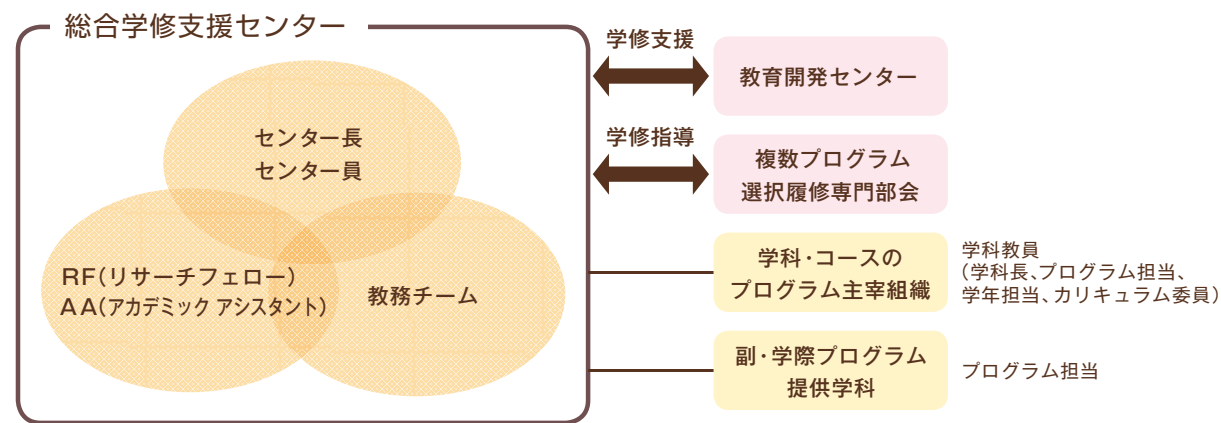 総合学修支援センター
センター長
センター員
RF(リサーチフェロー)
AA(アカデミック アシスタント)
教務チーム
学修支援
教育開発センター
学修指導
複数プログラム
選択履修専門部会
学科・コースの
プログラム主宰組織
学科教員
(学科長、プログラム担当、
学年担当、カリキュラム委員)
副・学際プログラム
提供学科
プログラム担当